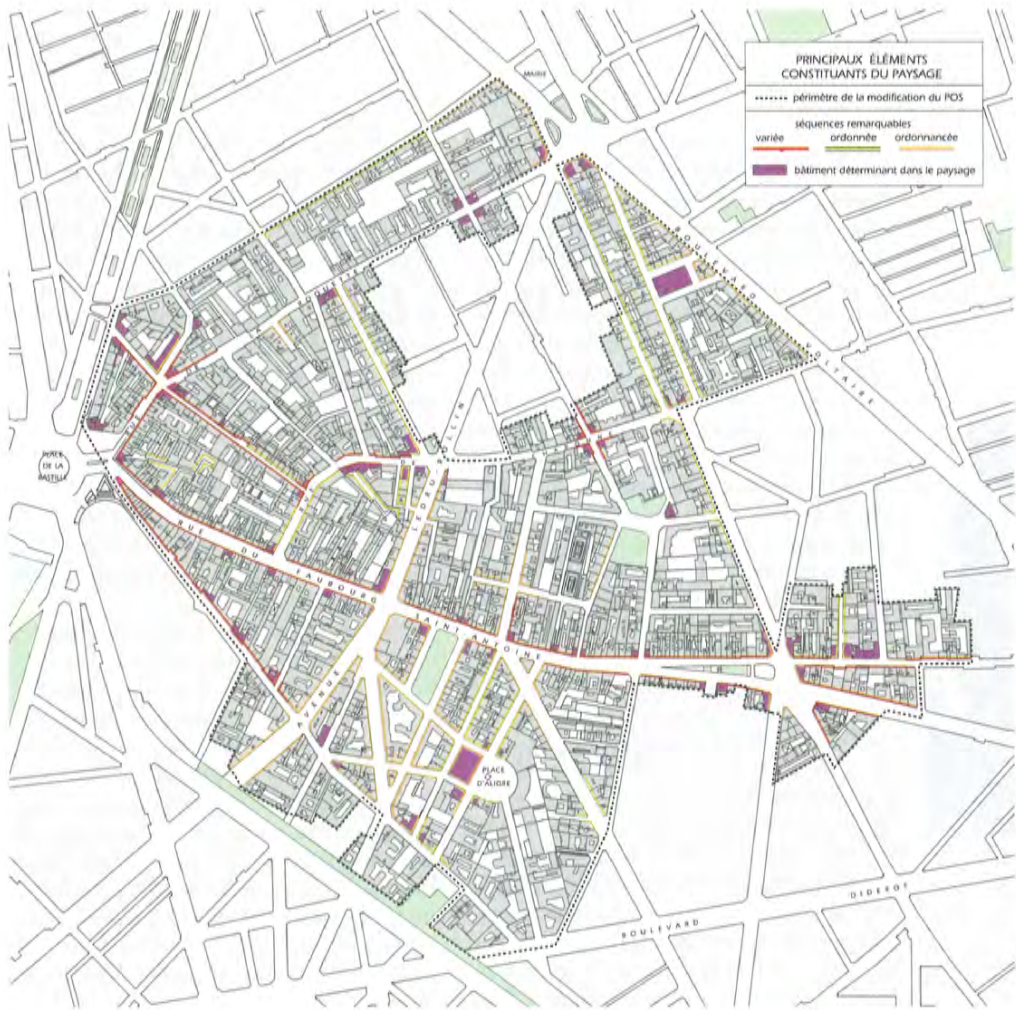 PRINCIPAUX ÉLÉMENTS
CONSTITUANTS DU PAYSAGE
périmètre de la modification du POS
séquences remarquables
variée ordonnée ordonnancée
bâtiment déterminant dans le paysage
MAIRIE
BOULEVARD VOLTAIRE
ROQUETTE
PLACE
DE LA
BASTILLE
RUE
LEDRU ROLLIN
RUE DU FAUBOURG SAINT ANTOINE
AVENUE
PLACE
D'ALIGRE
BOULEVARD DIDEROT